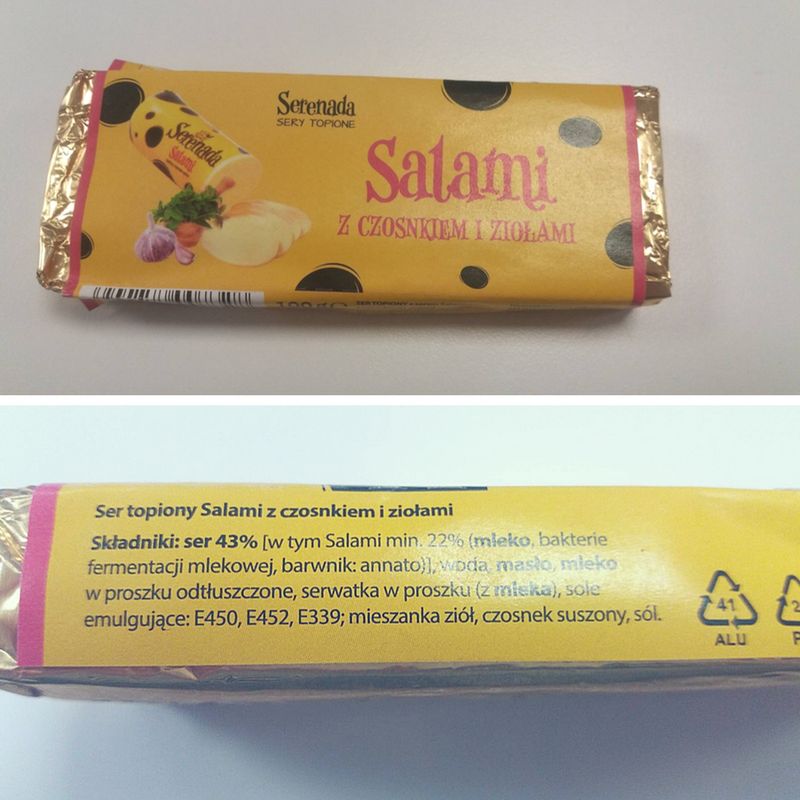 Serenada
SERY TOPIONE
Serenada
Salami
Salami
Z CZOSNKIEM I ZIOŁAMI
SER TOPIONY
Ser topiony Salami z czosnkiem i ziołami
Składniki: ser 43% [w tym Salami min. 22% (mleko, bakterie
fermentacji mlekowej, barwnik: annato)], woda, masło, mleko
w proszku odtłuszczone, serwatka w proszku (z mleka), sole
emulgujące: E450, E452, E339; mieszanka ziół, czosnek suszony, sól.
41
ALU